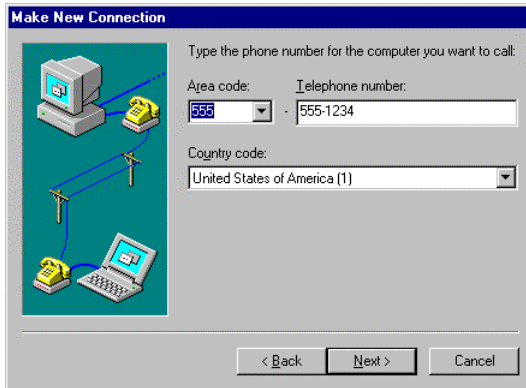 Make New Connection
Type the phone number for the computer you want to call:
Area code: Telephone number:
555 - 555-1234
Country code:
United States of America (1)
< Back Next > Cancel